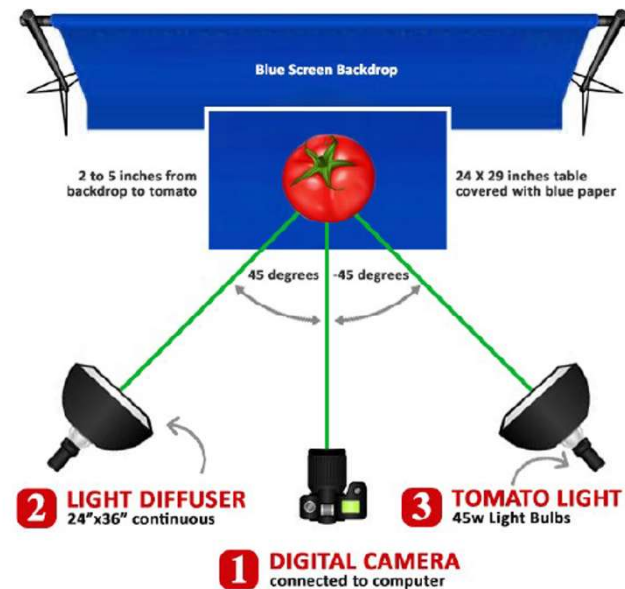 Blue Screen Backdrop
2 to 5 inches from
backdrop to tomato
24 X 29 inches table
covered with blue paper
45 degrees
-45 degrees
2 LIGHT DIFFUSER
24”x36” continuous
3 TOMATO LIGHT
45w Light Bulbs
1 DIGITAL CAMERA
connected to computer